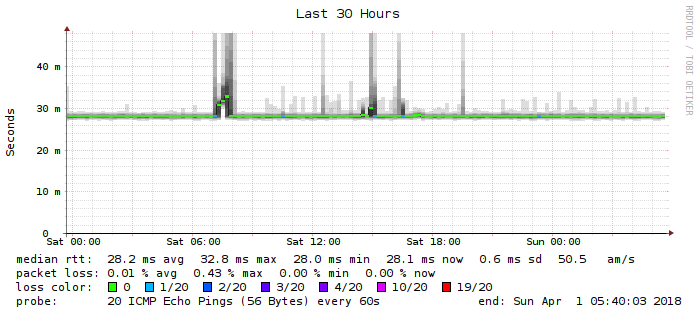 Last 30 Hours
RRDTOOL / TOBI OETIKER
Seconds
40 m
30 m
20 m
10 m
0
Sat 00:00 Sat 06:00 Sat 12:00 Sat 18:00 Sun 00:00
median rtt: 28.2 ms avg 32.8 ms max 28.0 ms min 28.1 ms now 0.6 ms sd 50.5 am/s
packet loss: 0.01 % avg 0.43 % max 0.00 % min 0.00 % now
loss color: 0 1/20 2/20 3/20 4/20 10/20 19/20
probe: 20 ICMP Echo Pings (56 Bytes) every 60s end: Sun Apr 1 05:40:03 2018